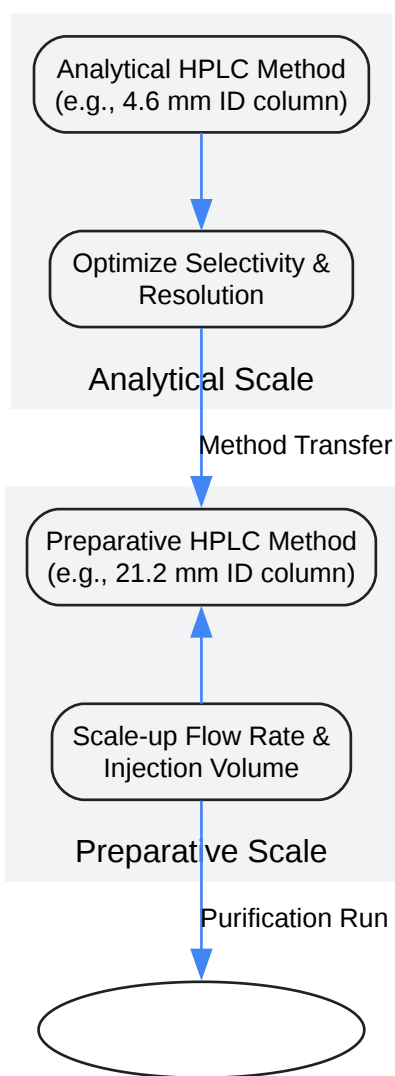 Analytical HPLC Method
(e.g., 4.6 mm ID column)
Optimize Selectivity &
Resolution
Analytical Scale
Method Transfer
Preparative HPLC Method
(e.g., 21.2 mm ID column)
Scale-up Flow Rate &
Injection Volume
Preparative Scale
Purification Run